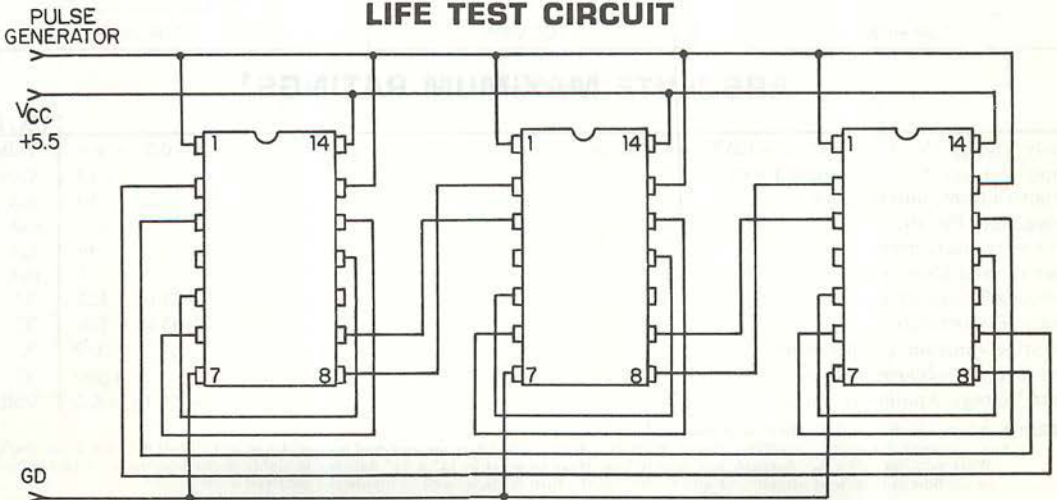 LIFE TEST CIRCUIT
PULSE
GENERATOR
VCC
+5.5
1 14
7 8
1 14
7 8
1 14
7 8
GD